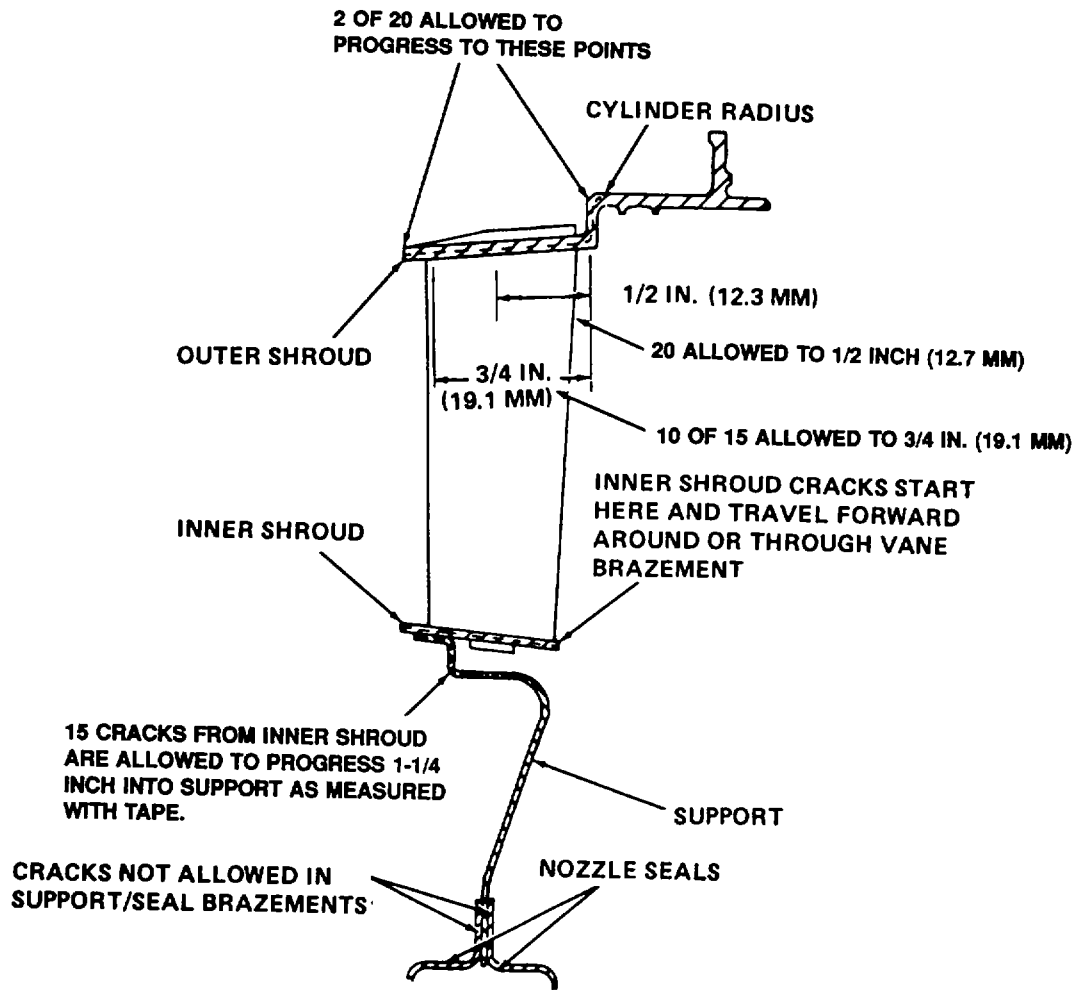 2 OF 20 ALLOWED TO
PROGRESS TO THESE POINTS
CYLINDER RADIUS
1/2 IN. (12.3 MM)
OUTER SHROUD
20 ALLOWED TO 1/2 INCH (12.7 MM)
3/4 IN.
(19.1 MM)
10 OF 15 ALLOWED TO 3/4 IN. (19.1 MM)
INNER SHROUD CRACKS START
HERE AND TRAVEL FORWARD
AROUND OR THROUGH VANE
BRAZEMENT
INNER SHROUD
15 CRACKS FROM INNER SHROUD
ARE ALLOWED TO PROGRESS 1-1/4
INCH INTO SUPPORT AS MEASURED
WITH TAPE.
SUPPORT
CRACKS NOT ALLOWED IN
SUPPORT/SEAL BRAZEMENTS
NOZZLE SEALS